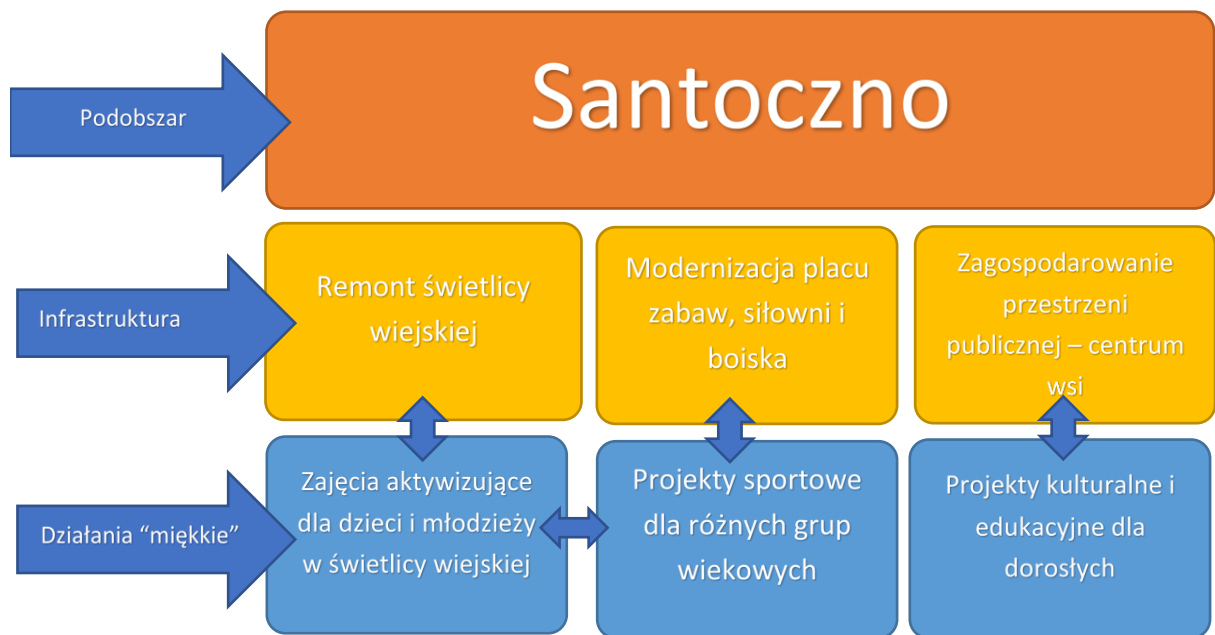 Podobszar
Santoczno
Infrastruktura
Remont świetlicy
wiejskiej
Modernizacja placu
zabaw, siłowni i
boiska
Zagospodarowanie
przestrzeni
publicznej – centrum
wsi
Działania “miękkie”
Zajęcia aktywizujące
dla dzieci i młodzieży
w świetlicy wiejskiej
Projekty sportowe
dla różnych grup
wiekowych
Projekty kulturalne i
edukacyjne dla
dorosłych